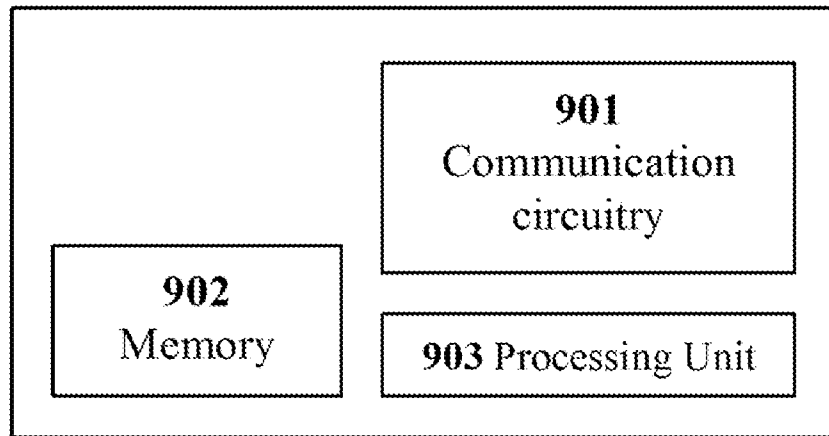 901
Communication
circuitry
902
Memory
903 Processing Unit